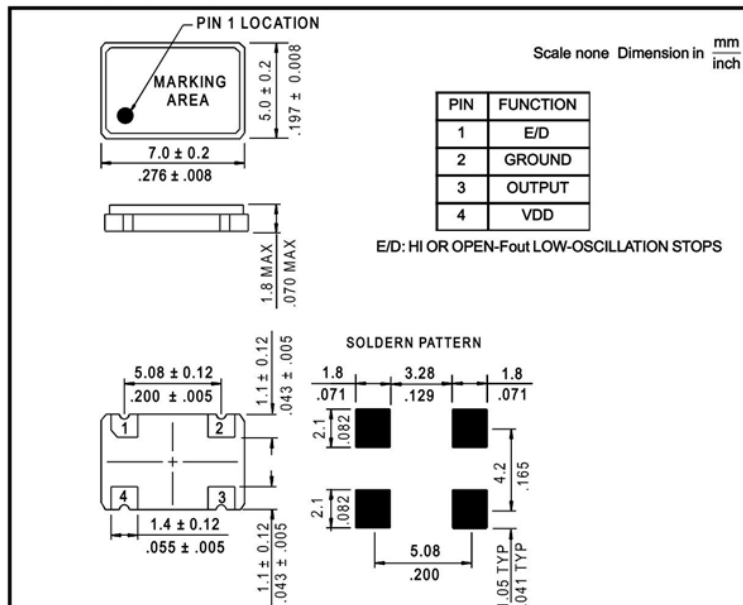 PIN 1 LOCATION
Scale none Dimension in mm
inch
MARKING
AREA
5.0 ± 0.2
.197 ± 0.008
7.0 ± 0.2
.276 ± .008
PIN FUNCTION
1 E/D
2 GROUND
3 OUTPUT
4 VDD
E/D: HI OR OPEN-Fout LOW-OSCILLATION STOPS
1.8 MAX
.070 MAX
5.08 ± 0.12
.200 ± .005
1.1 ± 0.12
.043 ± .005
1
2
4
3
1.4 ± 0.12
.055 ± .005
1.1 ± 0.12
.043 ± .005
SOLDERN PATTERN
1.8
.071
3.28
.129
1.8
.071
2.1
.082
2.1
.082
4.2
.165
5.08
.200
1.05 TYP
.041 TYP